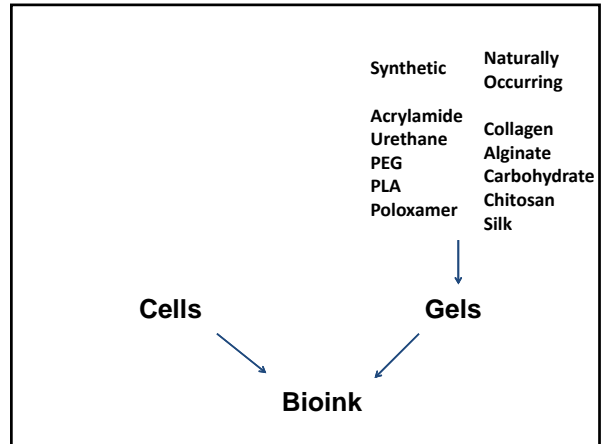 Synthetic
Acrylamide
Urethane
PEG
PLA
Poloxamer
Naturally
Occurring
Collagen
Alginate
Carbohydrate
Chitosan
Silk
Cells
Gels
Bioink